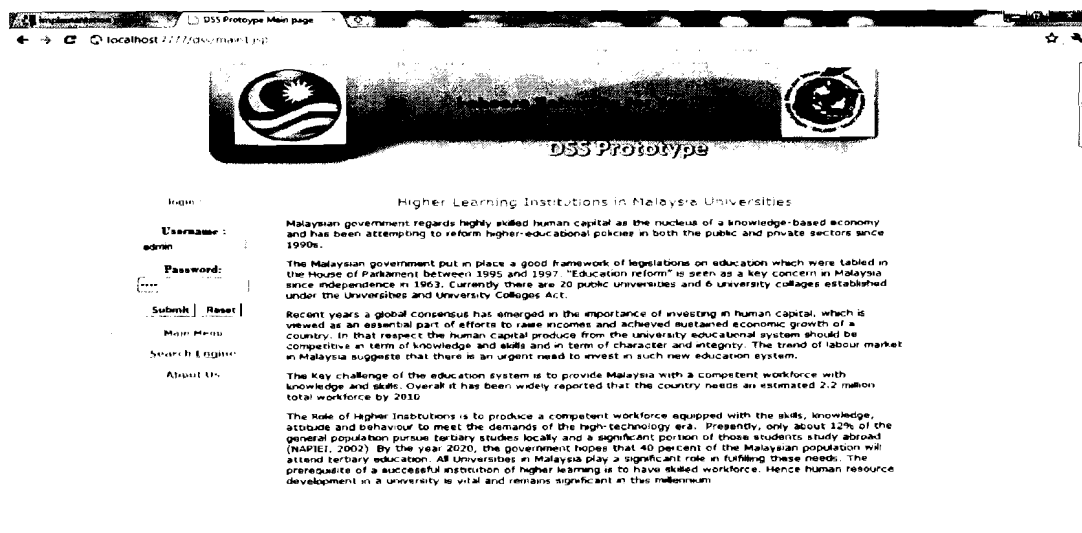 Implementation
DSS Protoype Main page
localhost:7777/dss/main1.jsp
DSS Prototype
login :
Username :
admin
Password:
----
Submit Reset
Main Menu
Search Engine
About Us
Higher Learning Institutions in Malaysia Universities
Malaysian government regards highly skilled human capital as the nucleus of a knowledge-based economy
and has been attempting to reform higher-educational policies in both the public and private sectors since
1990s.
The Malaysian government put in place a good framework of legislations on education which were tabled in
the House of Parliament between 1995 and 1997. "Education reform" is seen as a key concern in Malaysia
since independence in 1963. Currently there are 20 public universities and 6 university collages established
under the Universities and University Colleges Act.
Recent years a global consensus has emerged in the importance of investing in human capital, which is
viewed as an essential part of efforts to raise incomes and achieved sustained economic growth of a
country. In that respect the human capital produce from the university educational system should be
competitive in term of knowledge and skills and in term of character and integrity. The trend of labour market
in Malaysia suggests that there is an urgent need to invest in such new education system.
The Key challenge of the education system is to provide Malaysia with a competent workforce with
knowledge and skills. Overall it has been widely reported that the country needs an estimated 2.2 million
total workforce by 2010
The Role of Higher Institutions is to produce a competent workforce equipped with the skills, knowledge,
attitude and behaviour to meet the demands of the high-technology era. Presently, only about 12% of the
general population pursue tertiary studies locally and a significant portion of those students study abroad
(NAPIEI, 2002) By the year 2020, the government hopes that 40 percent of the Malaysian population will
attend tertiary education. All Universities in Malaysia play a significant role in fulfilling these needs. The
prerequisite of a successful institution of higher learning is to have skilled workforce. Hence human resource
development in a university is vital and remains significant in this millennium